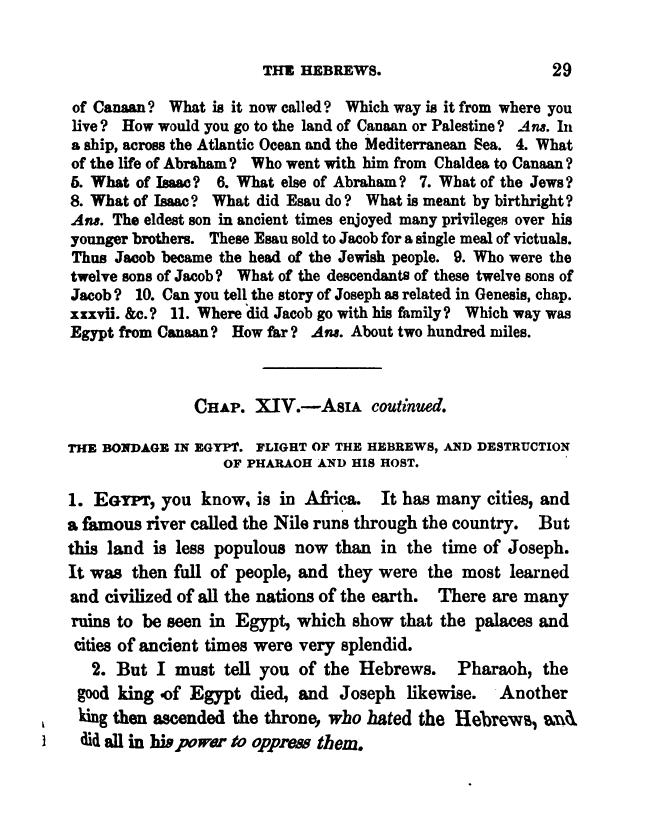 THE HEBREWS. 29
of Canaan? What is it now called? Which way is it from where you
live? How would you go to the land of Canaan or Palestine? Ans. In
a ship, across the Atlantic Ocean and the Mediterranean Sea. 4. What
of the life of Abraham? Who went with him from Chaldea to Canaan?
5. What of Isaac? 6. What else of Abraham? 7. What of the Jews?
8. What of Isaac? What did Esau do? What is meant by birthright?
Ans. The eldest son in ancient times enjoyed many privileges over his
younger brothers. These Esau sold to Jacob for a single meal of victuals.
Thus Jacob became the head of the Jewish people. 9. Who were the
twelve sons of Jacob? What of the descendants of these twelve sons of
Jacob? 10. Can you tell the story of Joseph as related in Genesis, chap.
xxxvii. &c.? 11. Where did Jacob go with his family? Which way was
Egypt from Canaan? How far? Ans. About two hundred miles.
CHAP. XIV.—ASIA coutinued.
THE BONDAGE IN EGYPT. FLIGHT OF THE HEBREWS, AND DESTRUCTION
OF PHARAOH AND HIS HOST.
1. EGYPT, you know, is in Africa. It has many cities, and
a famous river called the Nile runs through the country. But
this land is less populous now than in the time of Joseph.
It was then full of people, and they were the most learned
and civilized of all the nations of the earth. There are many
ruins to be seen in Egypt, which show that the palaces and
cities of ancient times were very splendid.
2. But I must tell you of the Hebrews. Pharaoh, the
good king of Egypt died, and Joseph likewise. Another
king then ascended the throne, who hated the Hebrews, and
did all in his power to oppress them.